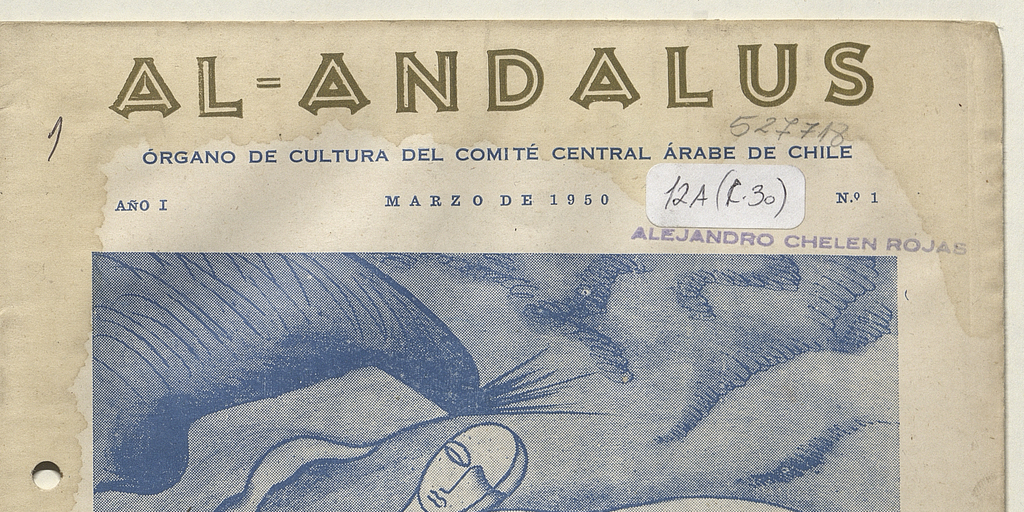 AL=ANDALUS
527718
1
ÓRGANO DE CULTURA DEL COMITÉ CENTRAL ÁRABE DE CHILE
AÑO I MARZO DE 1950 12A (R.30) N.º 1
ALEJANDRO CHELEN ROJAS